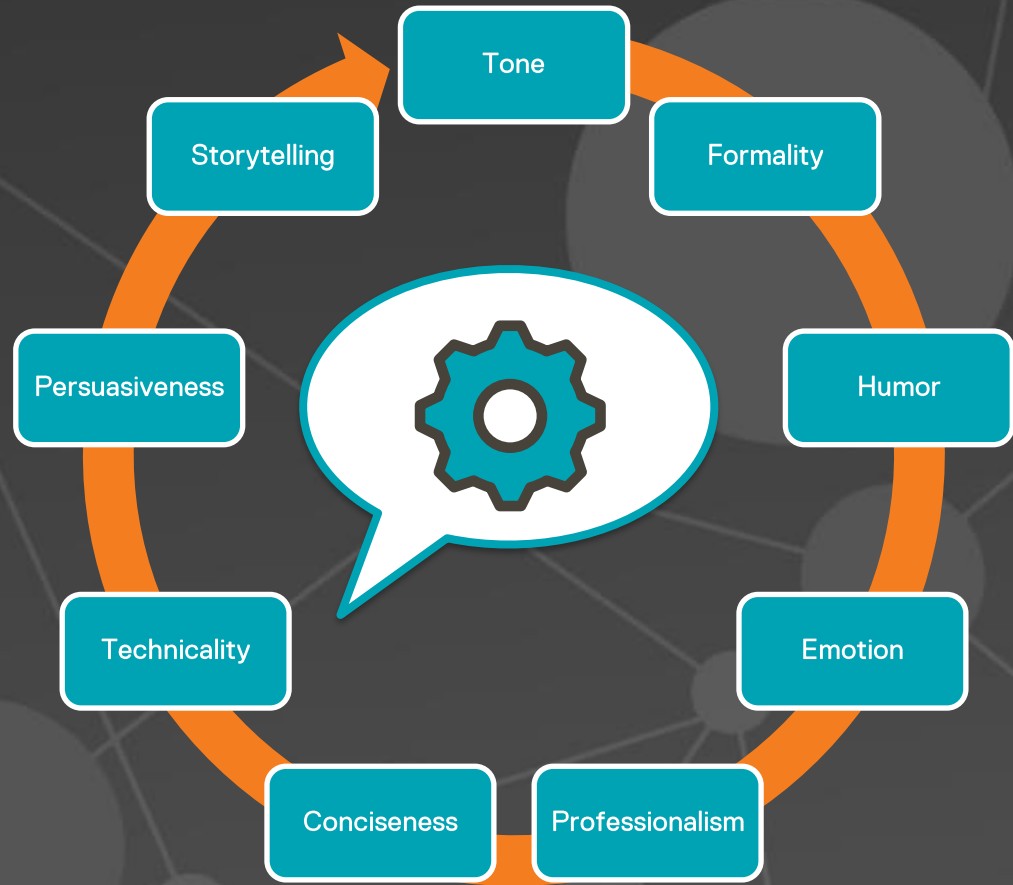 Tone
Formality
Humor
Emotion
Professionalism
Conciseness
Technicality
Persuasiveness
Storytelling